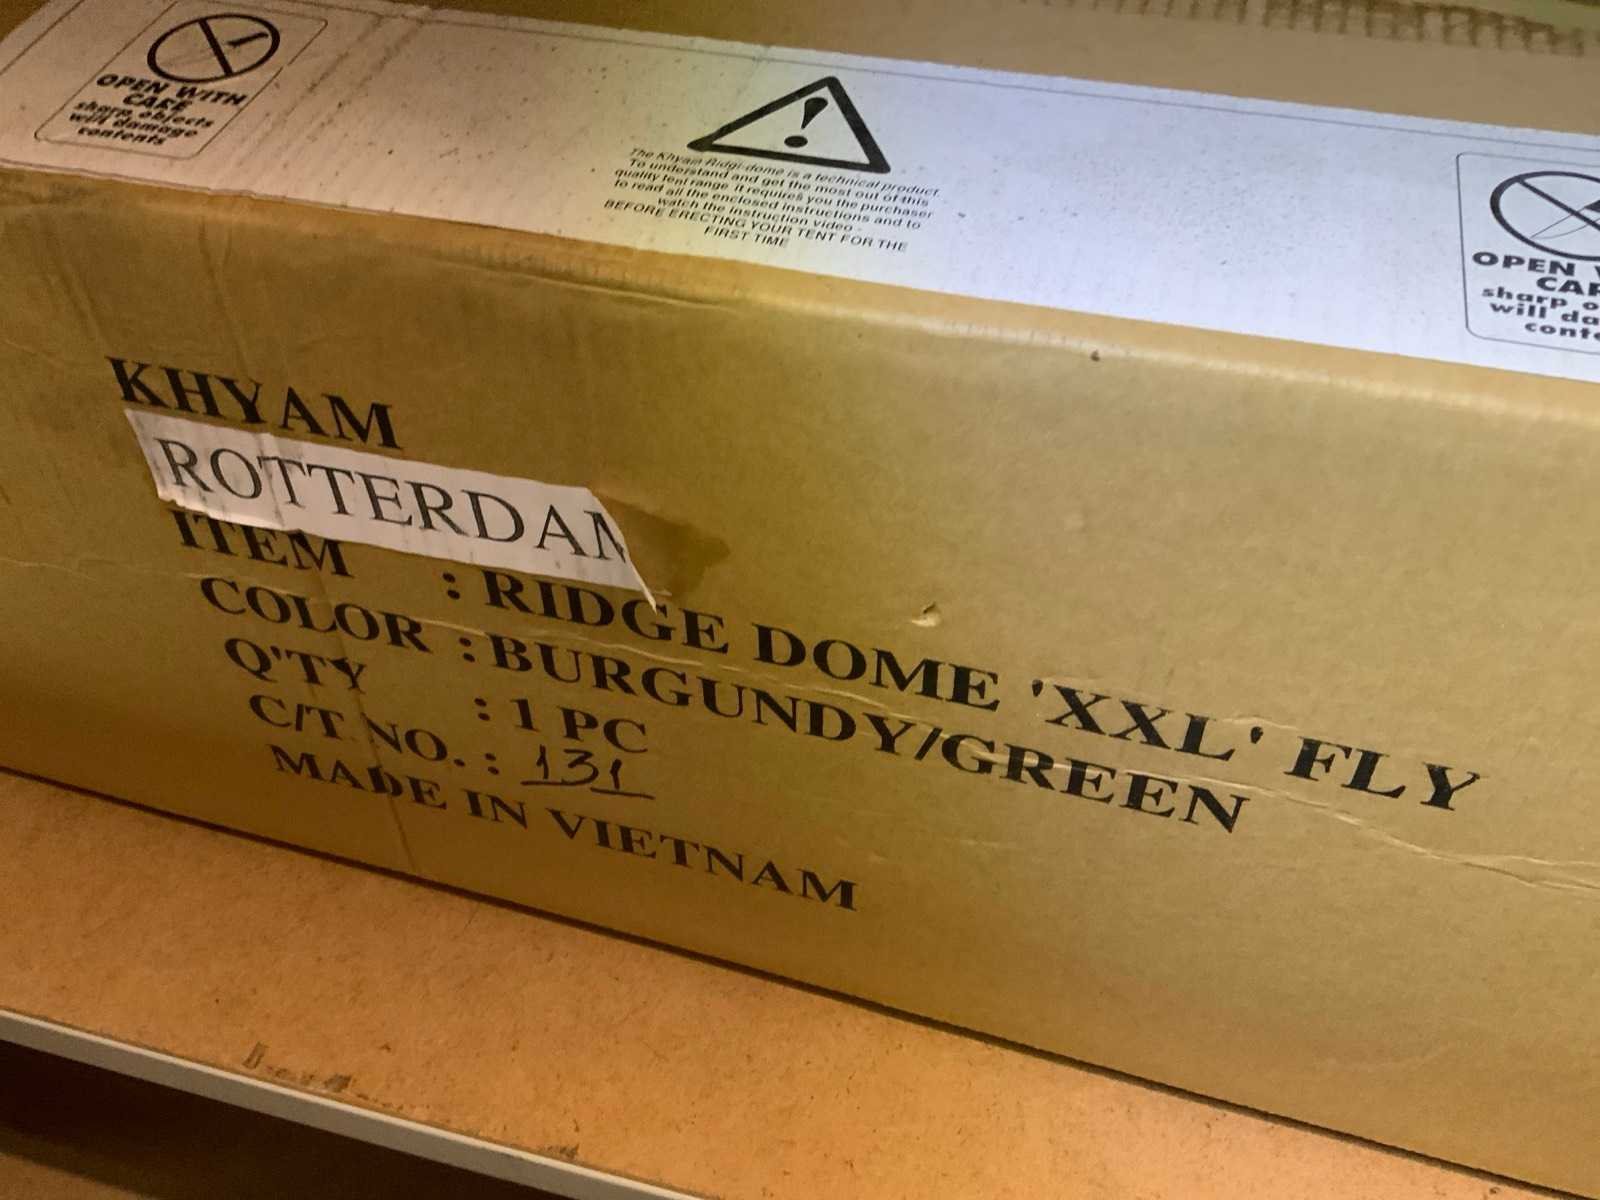 OPEN WITH
CARE
sharp objects
will damage
contents
The Khyam Ridgi-dome is a technical product.
To understand and get the most out of this
quality tent range it requires you the purchaser
to read all the enclosed instructions and to
watch the instruction video -
BEFORE ERECTING YOUR TENT FOR THE
FIRST TIME
OPEN
CAR
sharp o
will da
conte
KHYAM
ROTTERDAM
ITEM : RIDGE DOME 'XXL' FLY
COLOR : BURGUNDY/GREEN
Q'TY : 1 PC
C/T NO. : 131
MADE IN VIETNAM